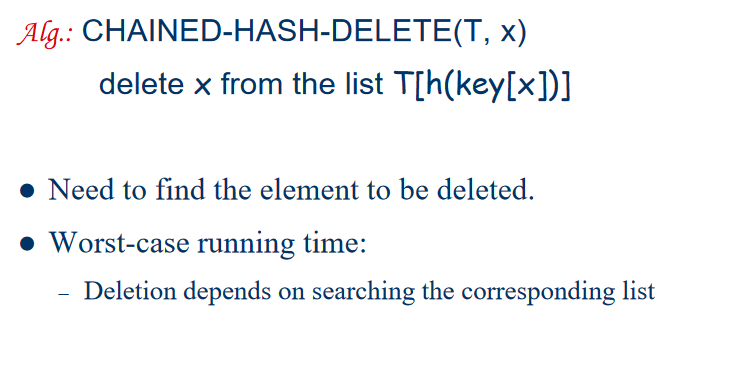 Alg.: CHAINED-HASH-DELETE(T, x)
delete x from the list T[h(key[x])]
● Need to find the element to be deleted.
● Worst-case running time:
– Deletion depends on searching the corresponding list